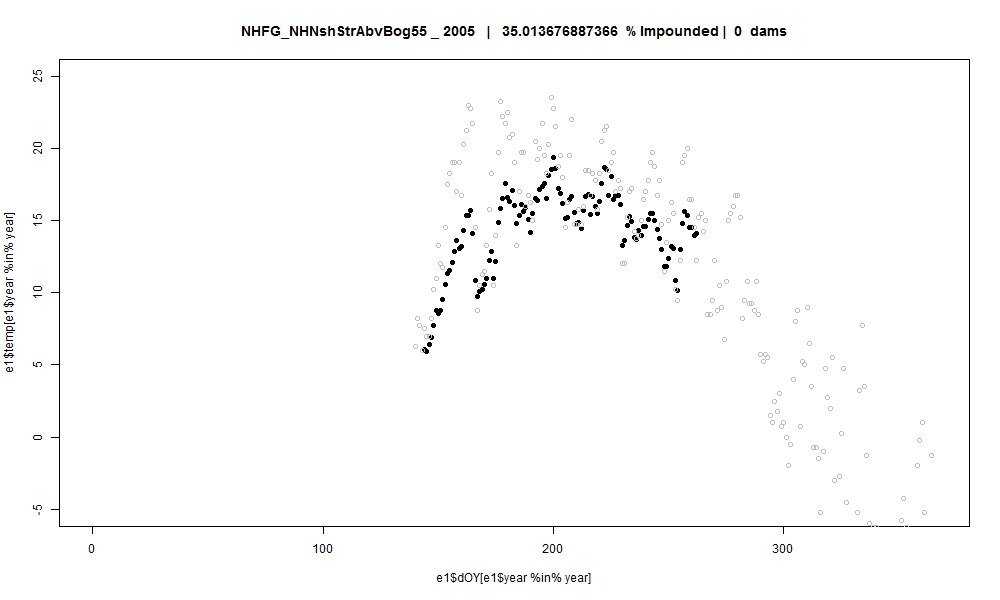 NHFG_NHNshStrAbvBog55 _ 2005 | 35.013676887366 % Impounded | 0 dams
e1$temp[e1$year %in% year]
25
20
15
10
5
0
-5
0 100 200 300
e1$dOY[e1$year %in% year]